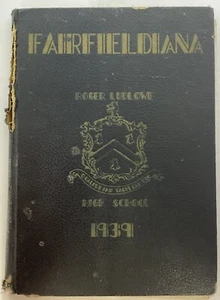 FAIRFIELDIANA
ROGER LUDLOWE
HIGH SCHOOL
1939